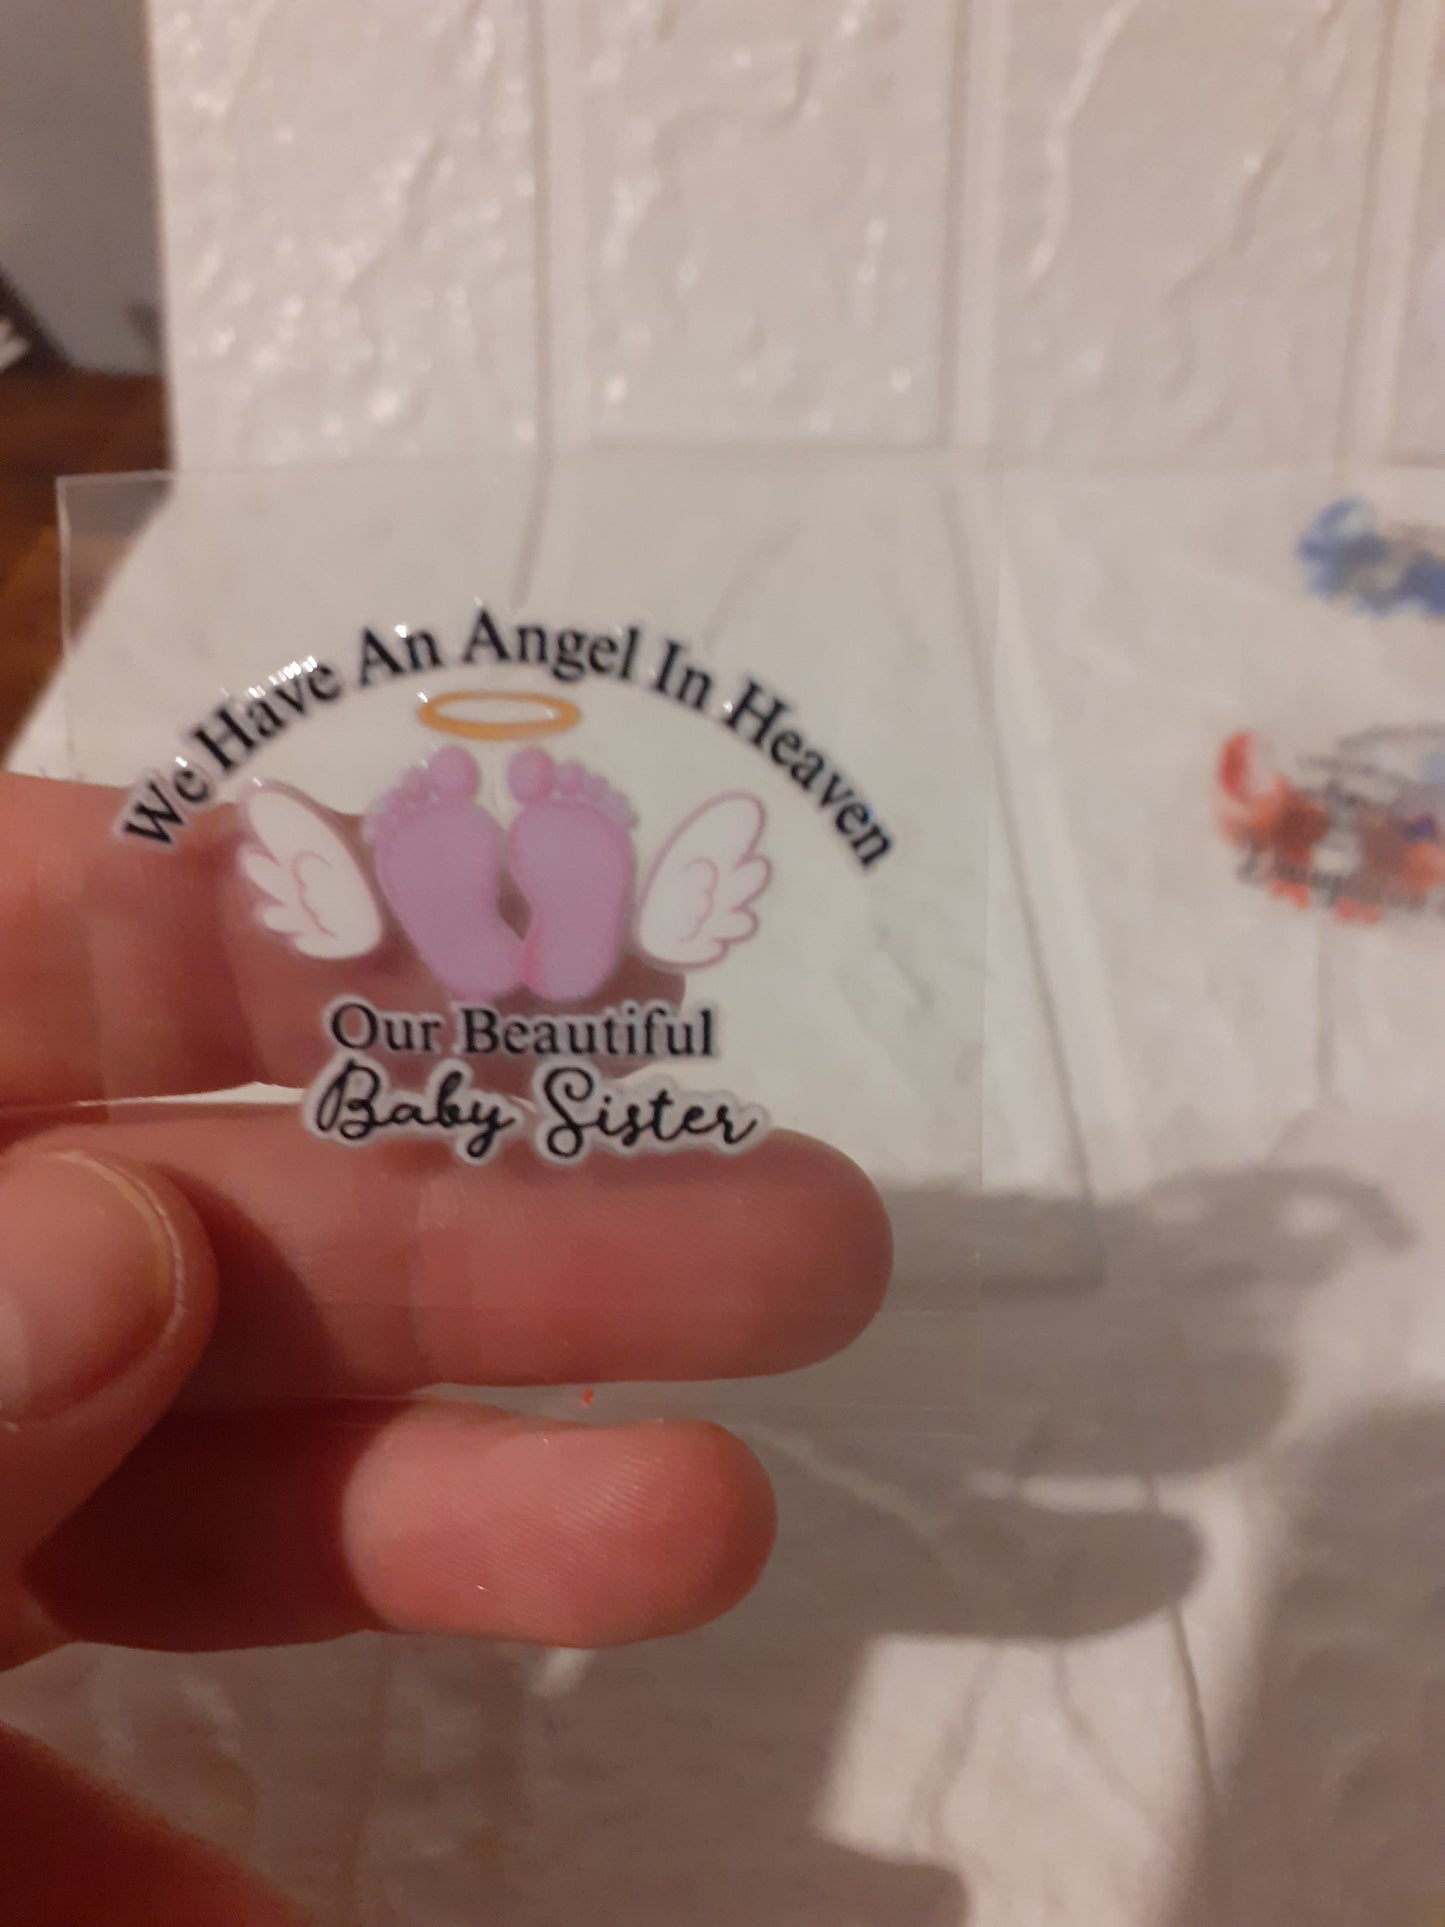 We Have An Angel In Heaven
Our Beautiful
Baby Sister